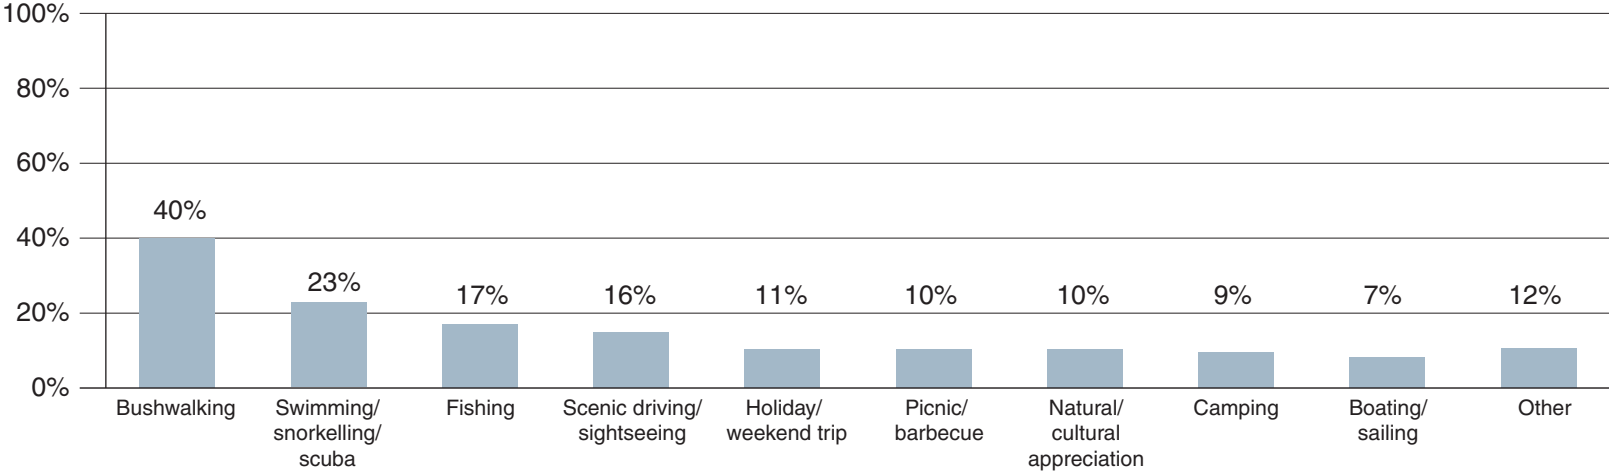 100%
80%
60%
40%
20%
0%
40%
23%
17%
16%
11%
10%
10%
9%
7%
12%
Bushwalking
Swimming/
snorkelling/
scuba
Fishing
Scenic driving/
sightseeing
Holiday/
weekend trip
Picnic/
barbecue
Natural/
cultural
appreciation
Camping
Boating/
sailing
Other